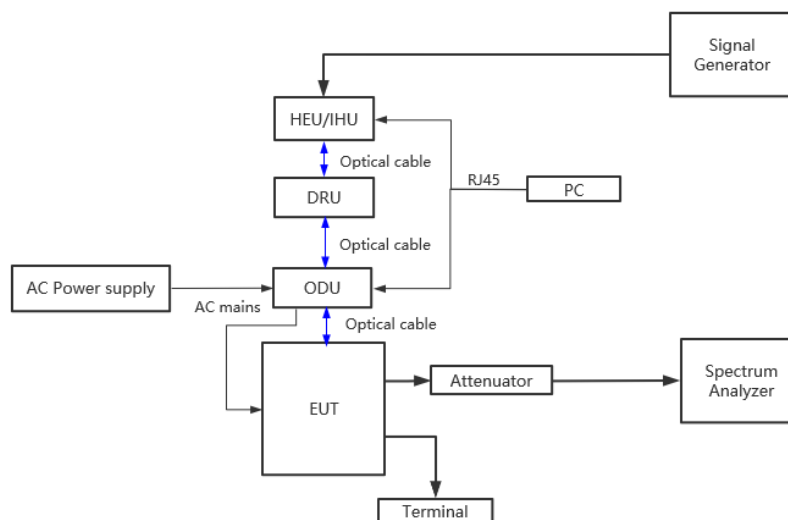 Signal
Generator
HEU/IHU
Optical cable
RJ45
PC
DRU
Optical cable
AC Power supply
ODU
AC mains
Optical cable
EUT
Attenuator
Spectrum
Analyzer
Terminal